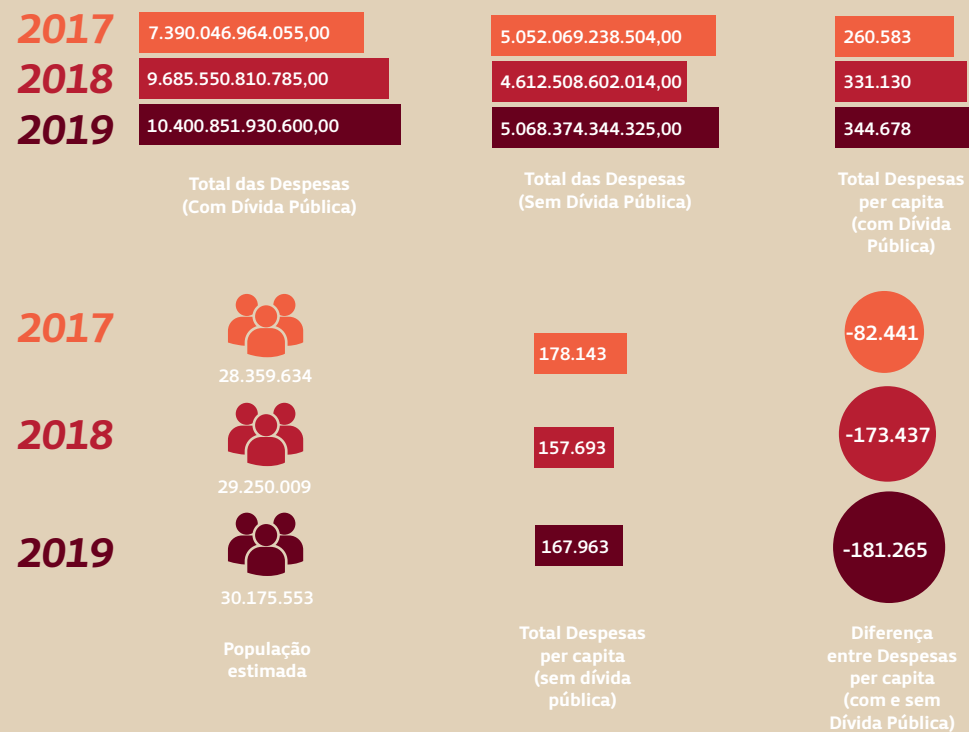 2017
7.390.046.964.055,00
5.052.069.238.504,00
260.583
2018
9.685.550.810.785,00
4.612.508.602.014,00
331.130
2019
10.400.851.930.600,00
5.068.374.344.325,00
344.678
Total das Despesas
(Com Dívida Pública)
Total das Despesas
(Sem Dívida Pública)
Total Despesas
per capita
(com Dívida
Pública)
2017
28.359.634
178.143
-82.441
2018
29.250.009
157.693
-173.437
2019
30.175.553
167.963
-181.265
População
estimada
Total Despesas
per capita
(sem dívida
pública)
Diferença
entre Despesas
per capita
(com e sem
Dívida Pública)